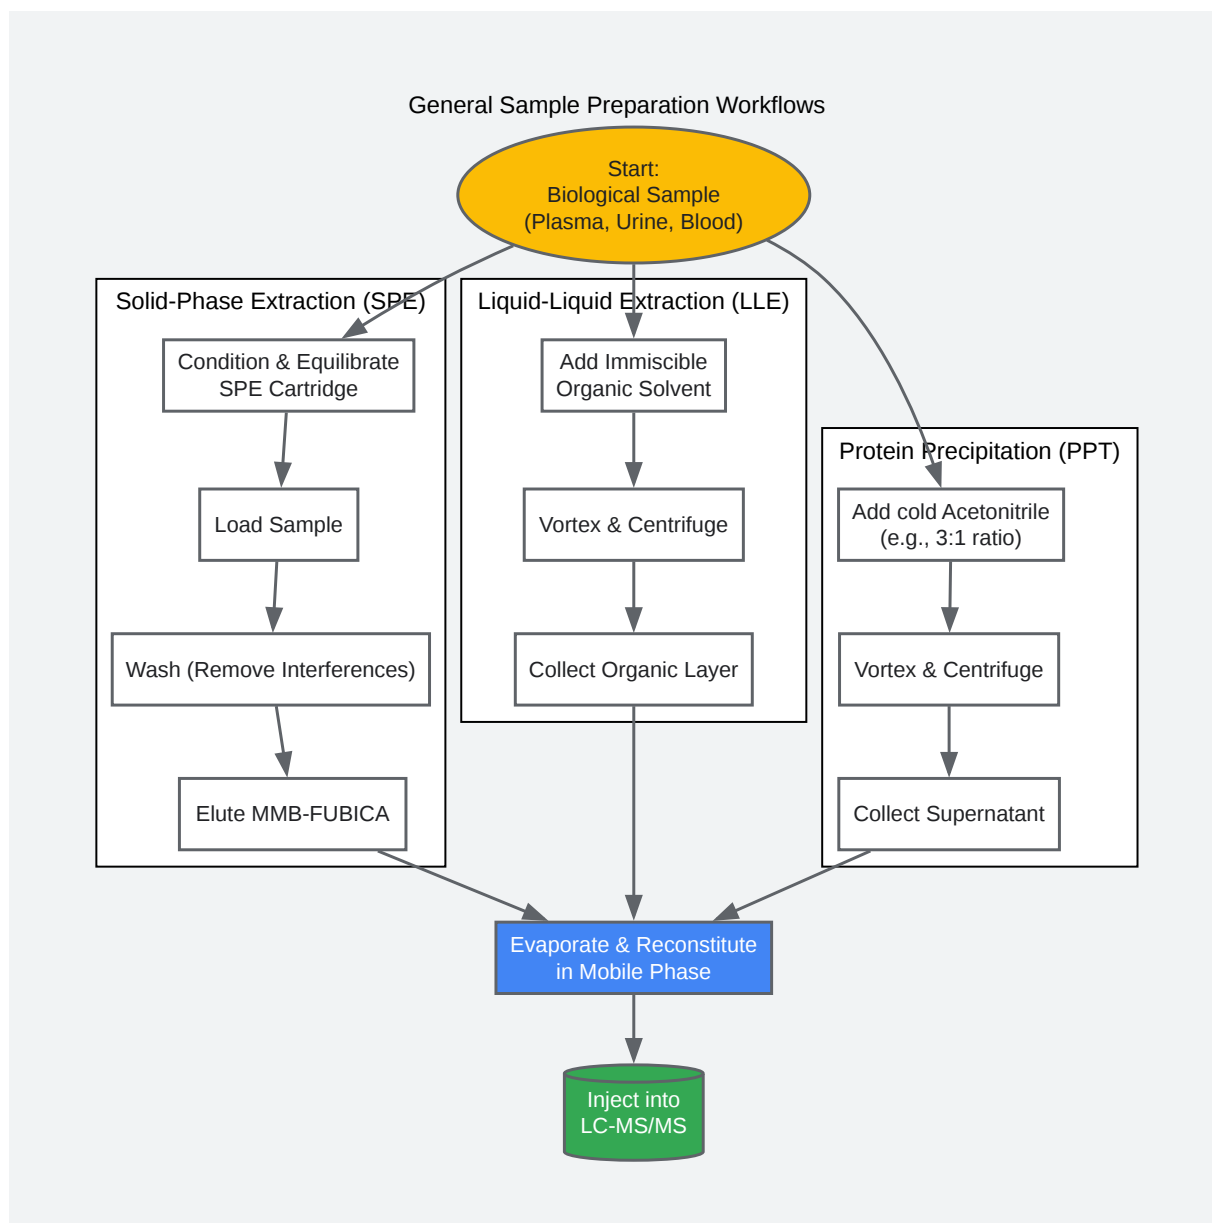 General Sample Preparation Workflows
Start:
Biological Sample
(Plasma, Urine, Blood)
Solid-Phase Extraction (SPE)
Condition & Equilibrate
SPE Cartridge
Load Sample
Wash (Remove Interferences)
Elute MMB-FUBICA
Liquid-Liquid Extraction (LLE)
Add Immiscible
Organic Solvent
Vortex & Centrifuge
Collect Organic Layer
Protein Precipitation (PPT)
Add cold Acetonitrile
(e.g., 3:1 ratio)
Vortex & Centrifuge
Collect Supernatant
Evaporate & Reconstitute
in Mobile Phase
Inject into
LC-MS/MS